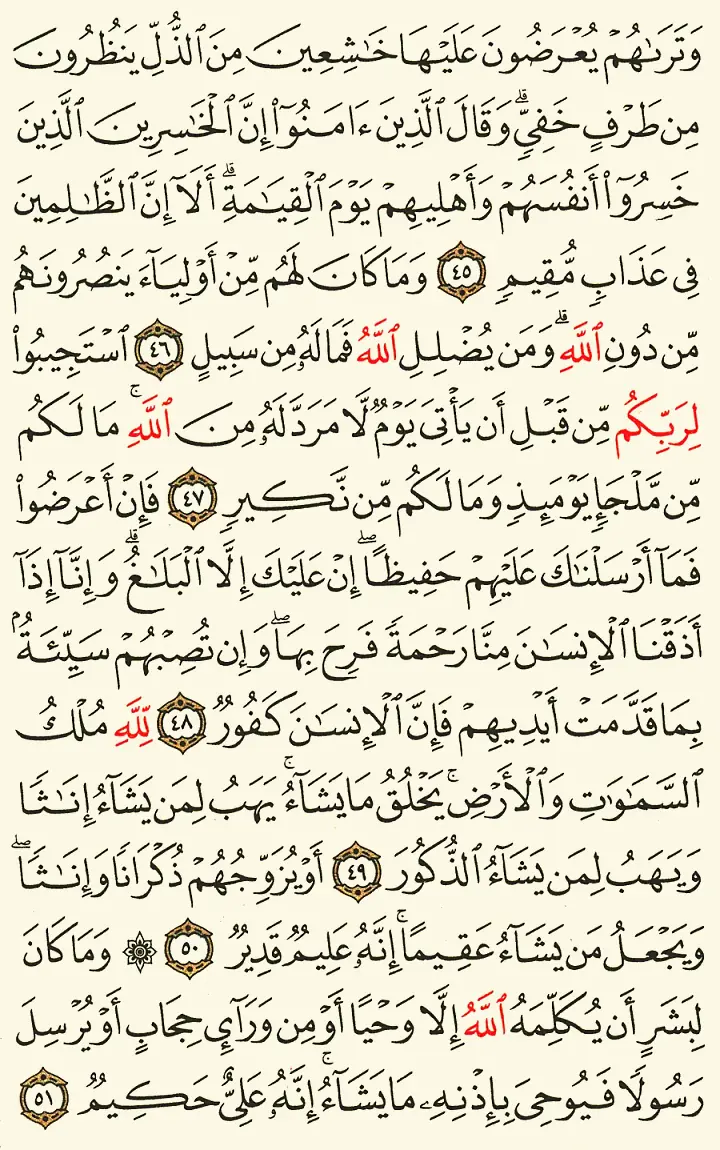 وَتَرَىٰهُمْ يُعْرَضُونَ عَلَيْهَا خَٰشِعِينَ مِنَ ٱلذُّلِّ يَنظُرُونَ
مِن طَرْفٍ خَفِىٍّۗ وَقَالَ ٱلَّذِينَ ءَامَنُوٓا۟ إِنَّ ٱلْخَٰسِرِينَ ٱلَّذِينَ
خَسِرُوٓا۟ أَنفُسَهُمْ وَأَهْلِيهِمْ يَوْمَ ٱلْقِيَٰمَةِۗ أَلَآ إِنَّ ٱلظَّٰلِمِينَ
فِى عَذَابٍ مُّقِيمٍ ٤٥ وَمَا كَانَ لَهُم مِّنْ أَوْلِيَآءَ يَنصُرُونَهُم
مِّن دُونِ ٱللَّهِۗ وَمَن يُضْلِلِ ٱللَّهُ فَمَا لَهُۥ مِن سَبِيلٍ ٤٦ ٱسْتَجِيبُوا۟
لِرَبِّكُم مِّن قَبْلِ أَن يَأْتِىَ يَوْمٌ لَّا مَرَدَّ لَهُۥ مِنَ ٱللَّهِۚ مَا لَكُم
مِّن مَّلْجَإٍ يَوْمَئِذٍ وَمَا لَكُم مِّن نَّكِيرٍ ٤٧ فَإِنْ أَعْرَضُوا۟
فَمَآ أَرْسَلْنَٰكَ عَلَيْهِمْ حَفِيظًاۖ إِنْ عَلَيْكَ إِلَّا ٱلْبَلَٰغُۗ وَإِنَّآ إِذَآ
أَذَقْنَا ٱلْإِنسَٰنَ مِنَّا رَحْمَةً فَرِحَ بِهَاۖ وَإِن تُصِبْهُمْ سَيِّئَةٌۢ
بِمَا قَدَّمَتْ أَيْدِيهِمْ فَإِنَّ ٱلْإِنسَٰنَ كَفُورٌ ٤٨ لِّلَّهِ مُلْكُ
ٱلسَّمَٰوَٰتِ وَٱلْأَرْضِۚ يَخْلُقُ مَا يَشَآءُۚ يَهَبُ لِمَن يَشَآءُ إِنَٰثًا
وَيَهَبُ لِمَن يَشَآءُ ٱلذُّكُورَ ٤٩ أَوْ يُزَوِّجُهُمْ ذُكْرَانًا وَإِنَٰثًاۖ
وَيَجْعَلُ مَن يَشَآءُ عَقِيمًاۚ إِنَّهُۥ عَلِيمٌ قَدِيرٌ ٥٠ ۞ وَمَا كَانَ
لِبَشَرٍ أَن يُكَلِّمَهُ ٱللَّهُ إِلَّا وَحْيًا أَوْ مِن وَرَآئِ حِجَابٍ أَوْ يُرْسِلَ
رَسُولًا فَيُوحِىَ بِإِذْنِهِۦ مَا يَشَآءُۚ إِنَّهُۥ عَلِىٌّ حَكِيمٌ ٥١